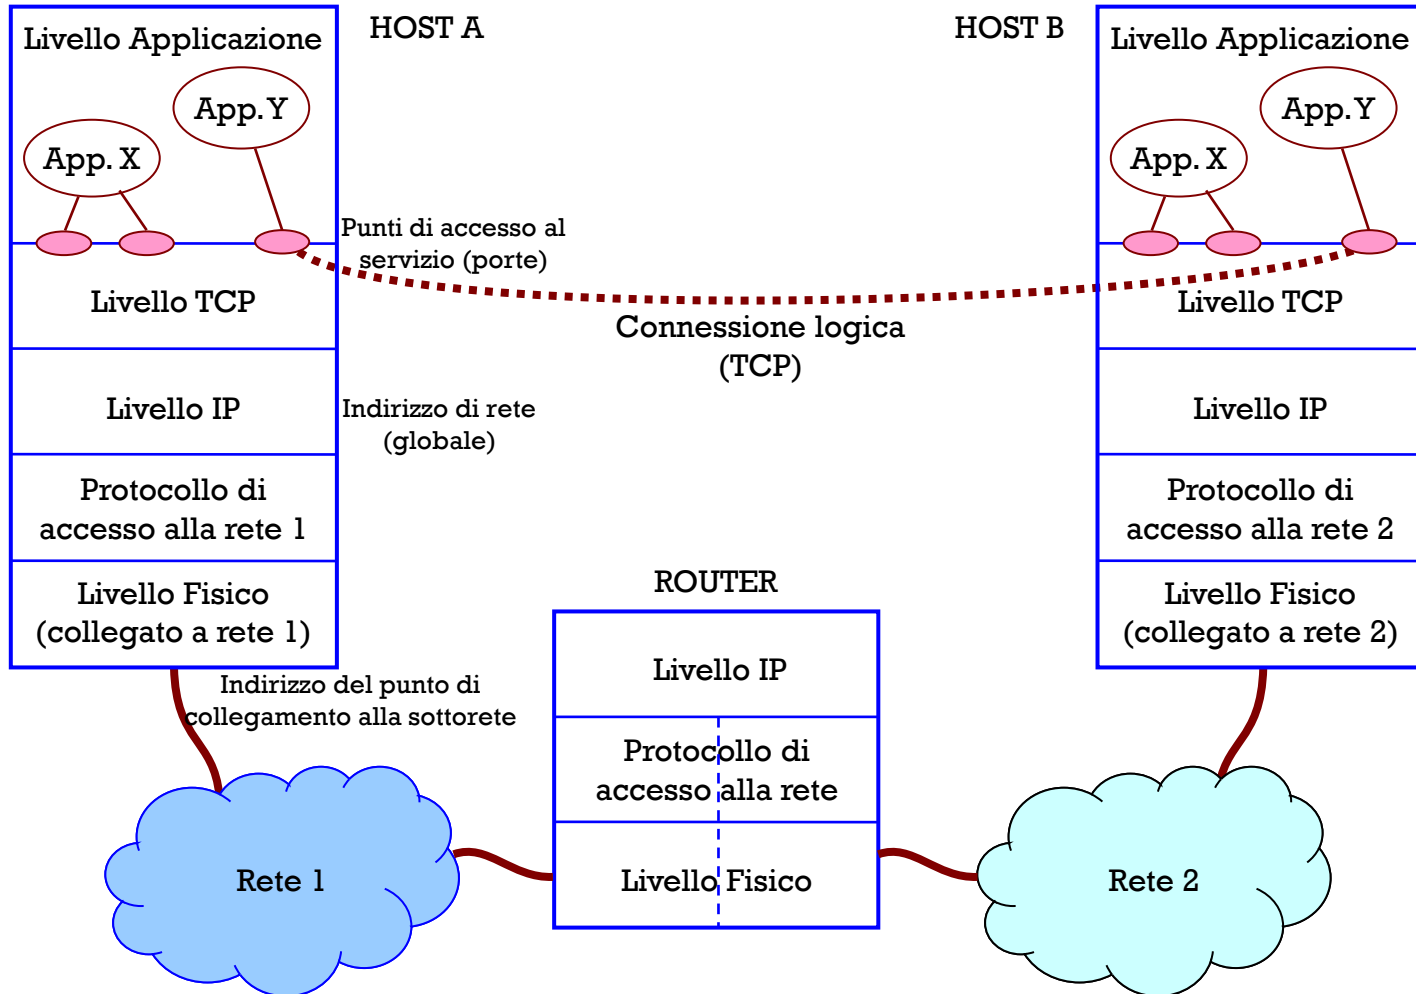 HOST A
Livello Applicazione
App. Y
App. X
Punti di accesso al
servizio (porte)
Livello TCP
Livello IP
Indirizzo di rete
(globale)
Protocollo di
accesso alla rete 1
Livello Fisico
(collegato a rete 1)
Indirizzo del punto di
collegamento alla sottorete
Rete 1
Connessione logica
(TCP)
ROUTER
Livello IP
Protocollo di
accesso alla rete
Livello Fisico
HOST B
Livello Applicazione
App. Y
App. X
Livello TCP
Livello IP
Protocollo di
accesso alla rete 2
Livello Fisico
(collegato a rete 2)
Rete 2